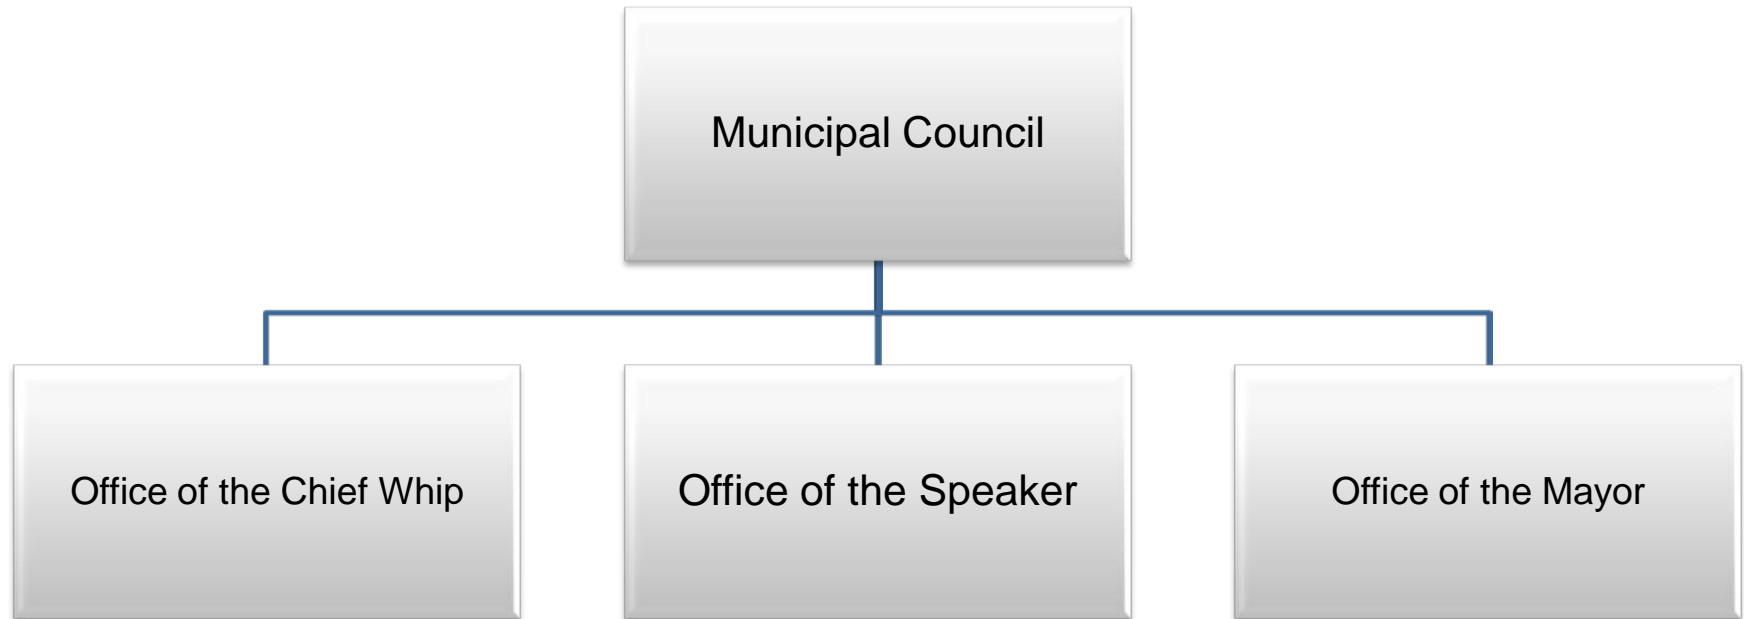 Municipal Council
Office of the Chief Whip
Office of the Speaker
Office of the Mayor